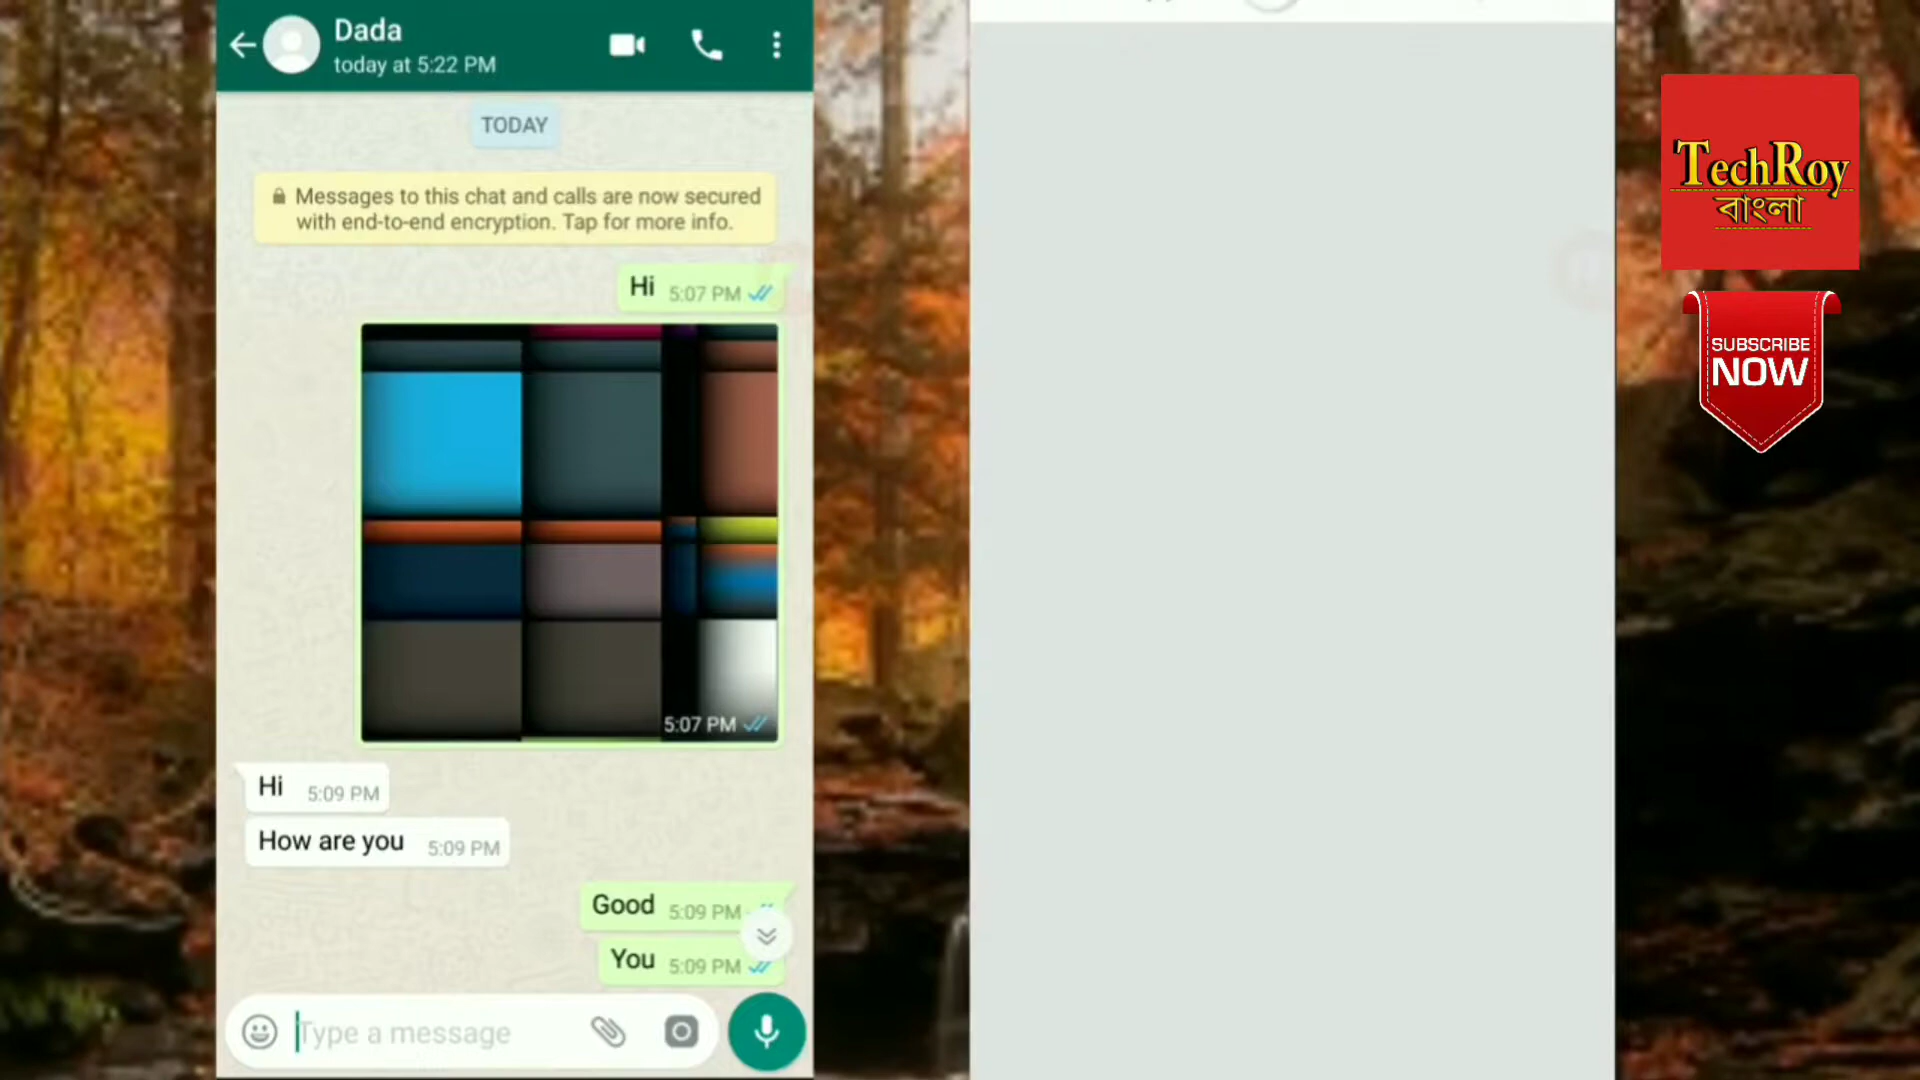 Dada
today at 5:22 PM
TODAY
Messages to this chat and calls are now secured
with end-to-end encryption. Tap for more info.
Hi 5:07 PM
5:07 PM
Hi 5:09 PM
How are you 5:09 PM
Good 5:09 PM
You 5:09 PM
Type a message
TechRoy
বাংলা
SUBSCRIBE
NOW